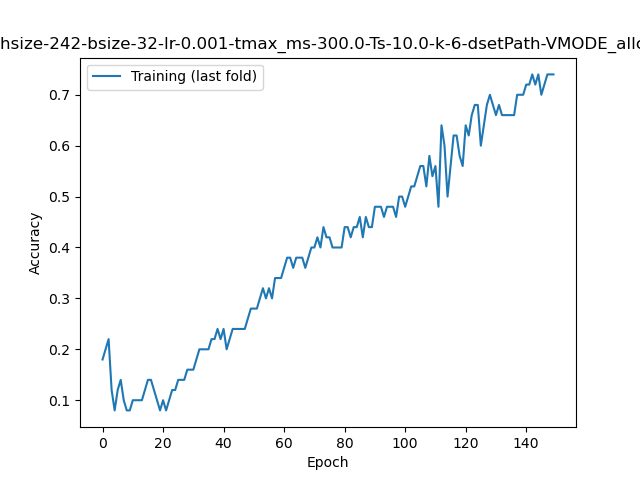 hsize-242-bsize-32-lr-0.001-tmax_ms-300.0-Ts-10.0-k-6-dsetPath-VMODE_all
Training (last fold)
0.7
0.6
0.5
0.4
0.3
0.2
0.1
Accuracy
0 20 40 60 80 100 120 140
Epoch